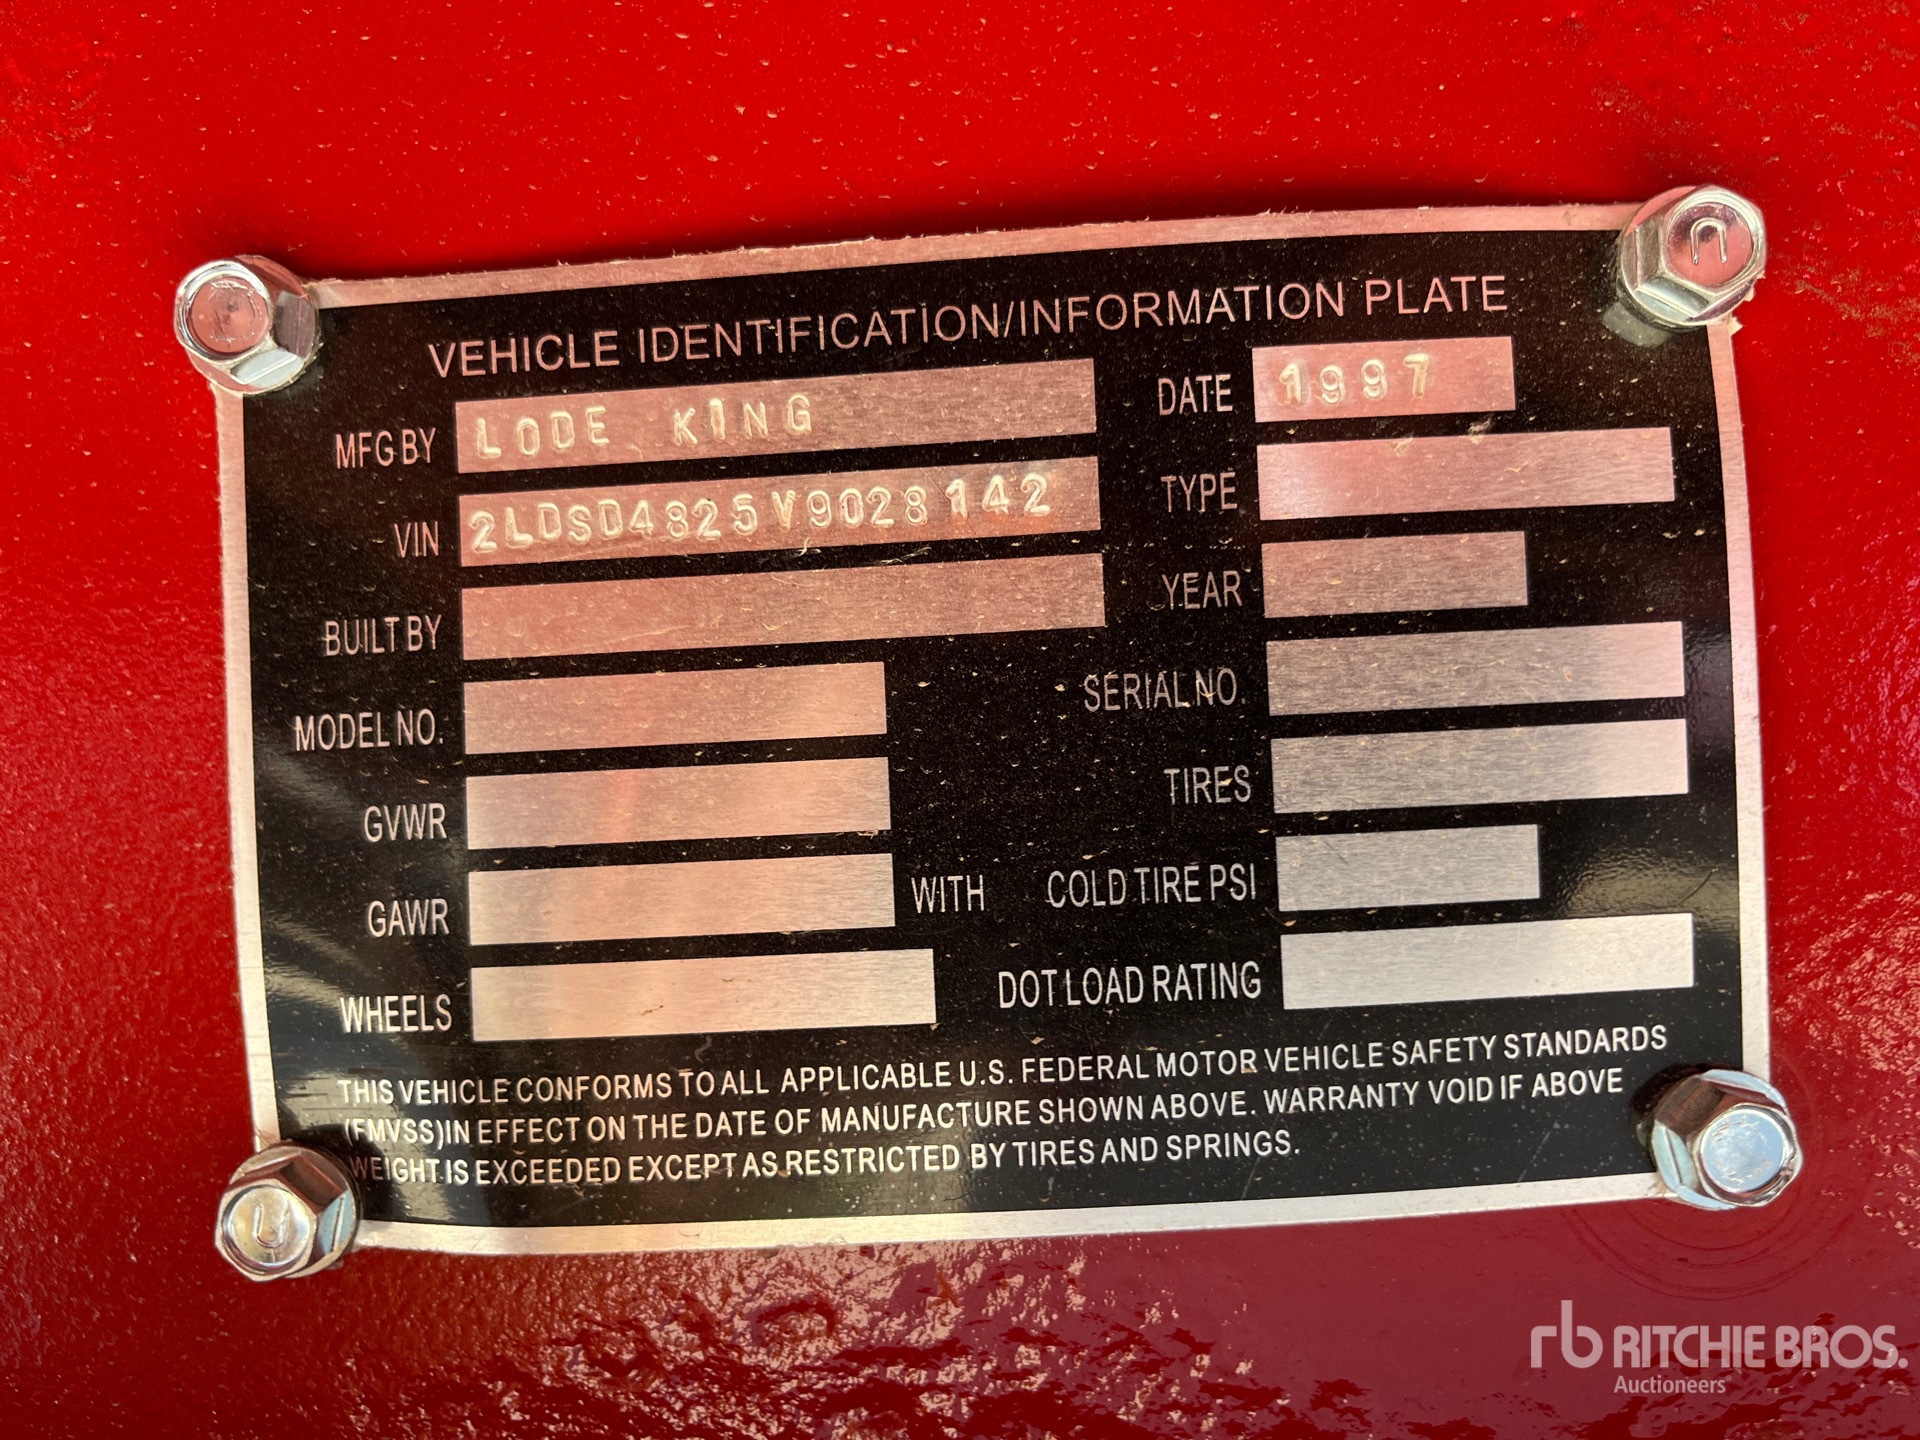 VEHICLE IDENTIFICATION/INFORMATION PLATE
MFG BY LODE KING DATE 1997
VIN 2LDSD4825V9028142 TYPE
BUILT BY YEAR
MODEL NO. SERIAL NO.
GVWR TIRES
GAWR WITH COLD TIRE PSI
WHEELS DOT LOAD RATING
THIS VEHICLE CONFORMS TO ALL APPLICABLE U.S. FEDERAL MOTOR VEHICLE SAFETY STANDARDS
(FMVSS)IN EFFECT ON THE DATE OF MANUFACTURE SHOWN ABOVE. WARRANTY VOID IF ABOVE
WEIGHT IS EXCEEDED EXCEPT AS RESTRICTED BY TIRES AND SPRINGS.
rb RITCHIE BROS.
Auctioneers